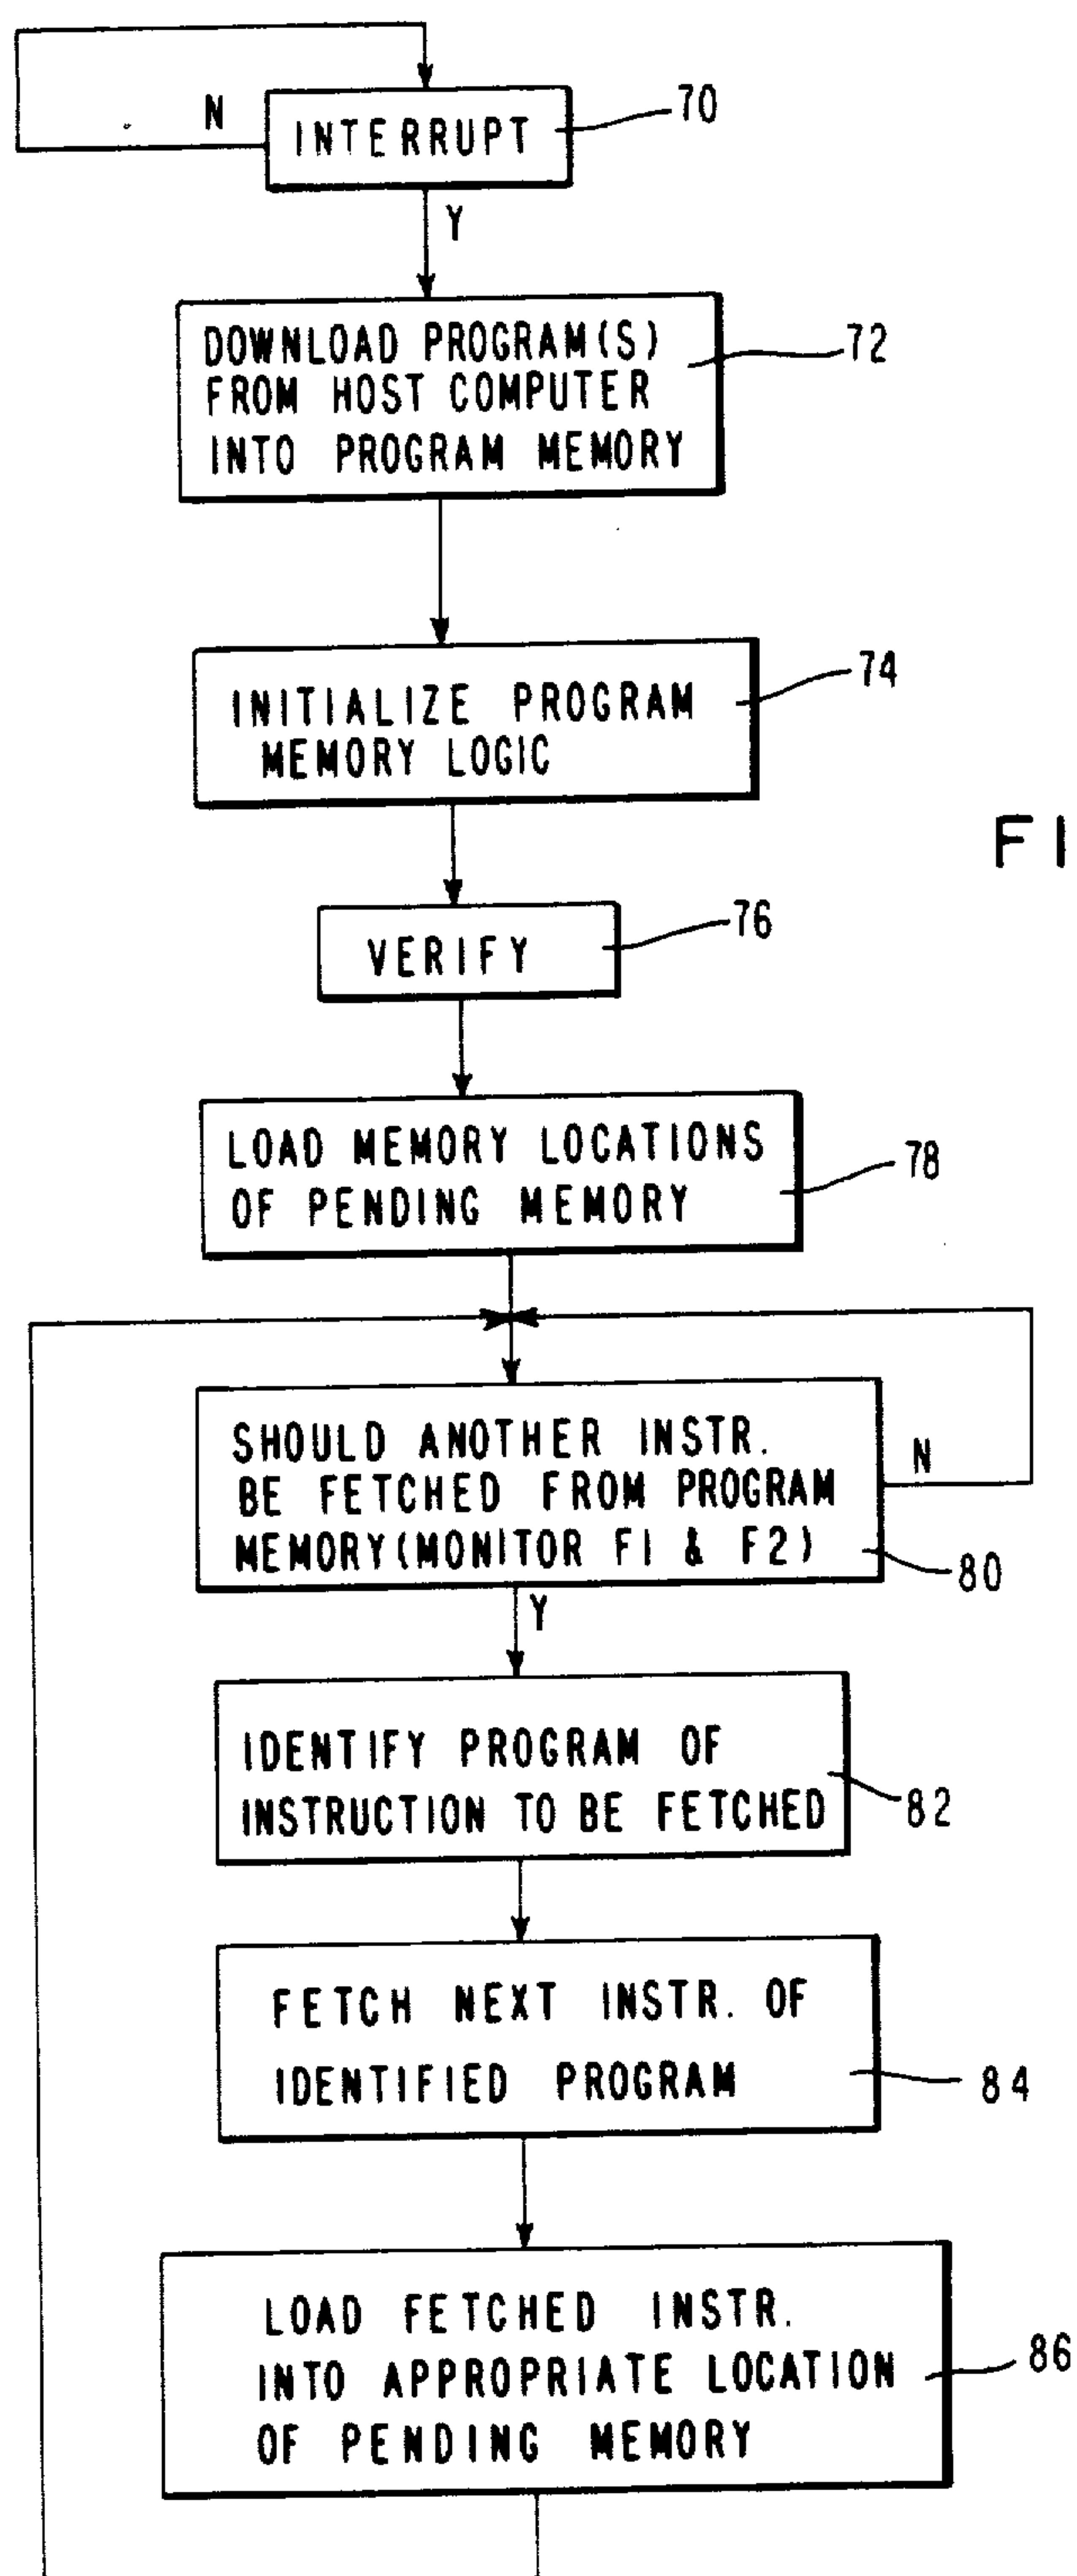 N
INTERRUPT
70
Y
DOWNLOAD PROGRAM(S)
FROM HOST COMPUTER
INTO PROGRAM MEMORY
72
INITIALIZE PROGRAM
MEMORY LOGIC
74
FI
VERIFY
76
LOAD MEMORY LOCATIONS
OF PENDING MEMORY
78
SHOULD ANOTHER INSTR.
BE FETCHED FROM PROGRAM
MEMORY(MONITOR F1 & F2)
N
80
Y
IDENTIFY PROGRAM OF
INSTRUCTION TO BE FETCHED
82
FETCH NEXT INSTR. OF
IDENTIFIED PROGRAM
84
LOAD FETCHED INSTR.
INTO APPROPRIATE LOCATION
OF PENDING MEMORY
86